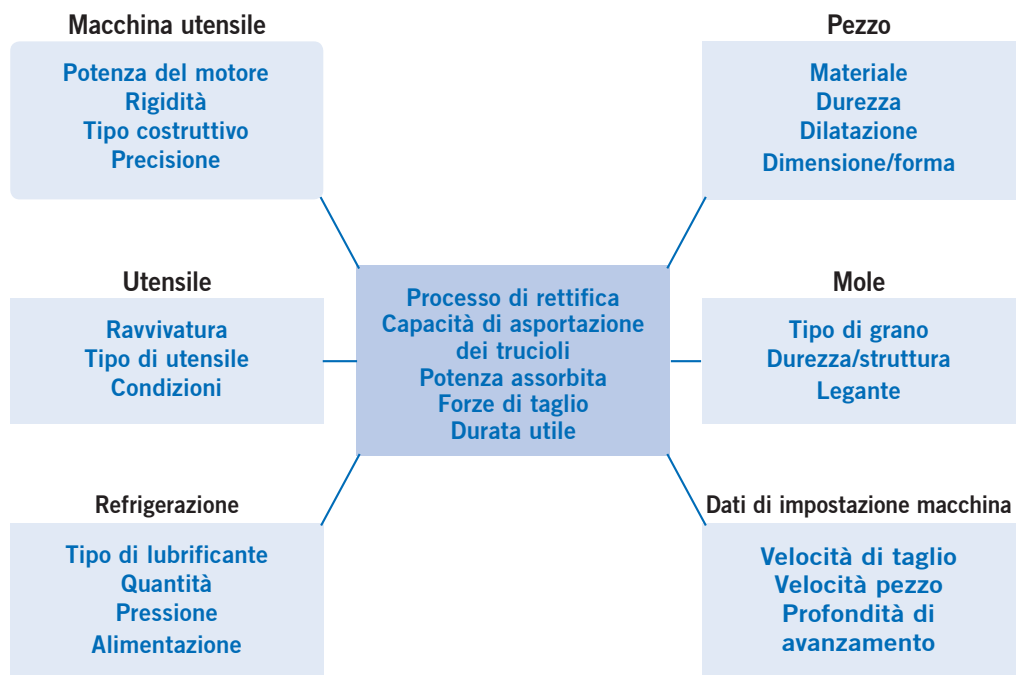 Macchina utensile
Potenza del motore
Rigidità
Tipo costruttivo
Precisione
Pezzo
Materiale
Durezza
Dilatazione
Dimensione/forma
Utensile
Ravvivatura
Tipo di utensile
Condizioni
Processo di rettifica
Capacità di asportazione
dei trucioli
Potenza assorbita
Forze di taglio
Durata utile
Mole
Tipo di grano
Durezza/struttura
Legante
Refrigerazione
Tipo di lubrificante
Quantità
Pressione
Alimentazione
Dati di impostazione macchina
Velocità di taglio
Velocità pezzo
Profondità di
avanzamento